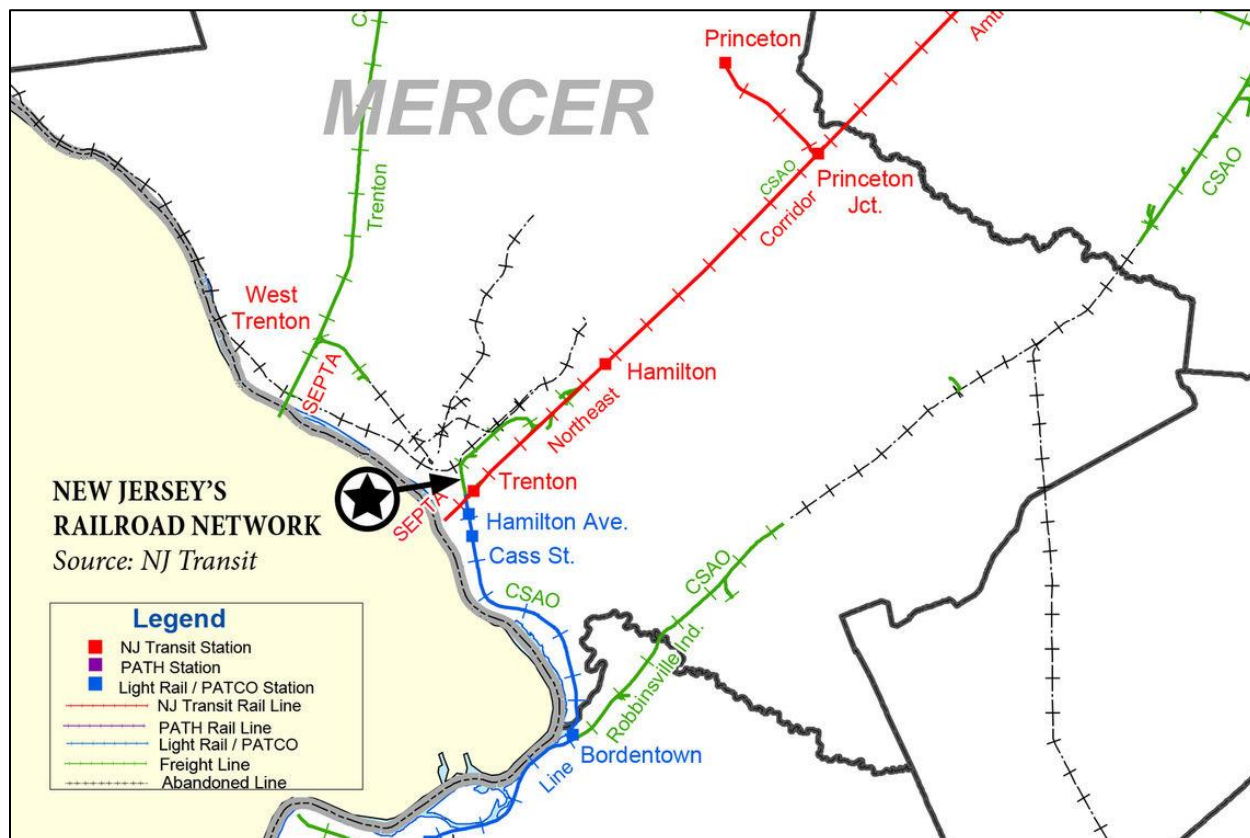 C
Amt
Princeton
MERCER
CSAO
Trenton
CSAO
Princeton
Jct.
Corridor
West
Trenton
SEPTA
Hamilton
Northeast
NEW JERSEY'S
RAILROAD NETWORK
Source: NJ Transit
SEPTA
Trenton
Hamilton Ave.
Cass St.
CSAO
CSAO
Robbinsville Ind.
Bordentown
Line
Legend
NJ Transit Station
PATH Station
Light Rail / PATCO Station
NJ Transit Rail Line
PATH Rail Line
Light Rail / PATCO
Freight Line
Abandoned Line